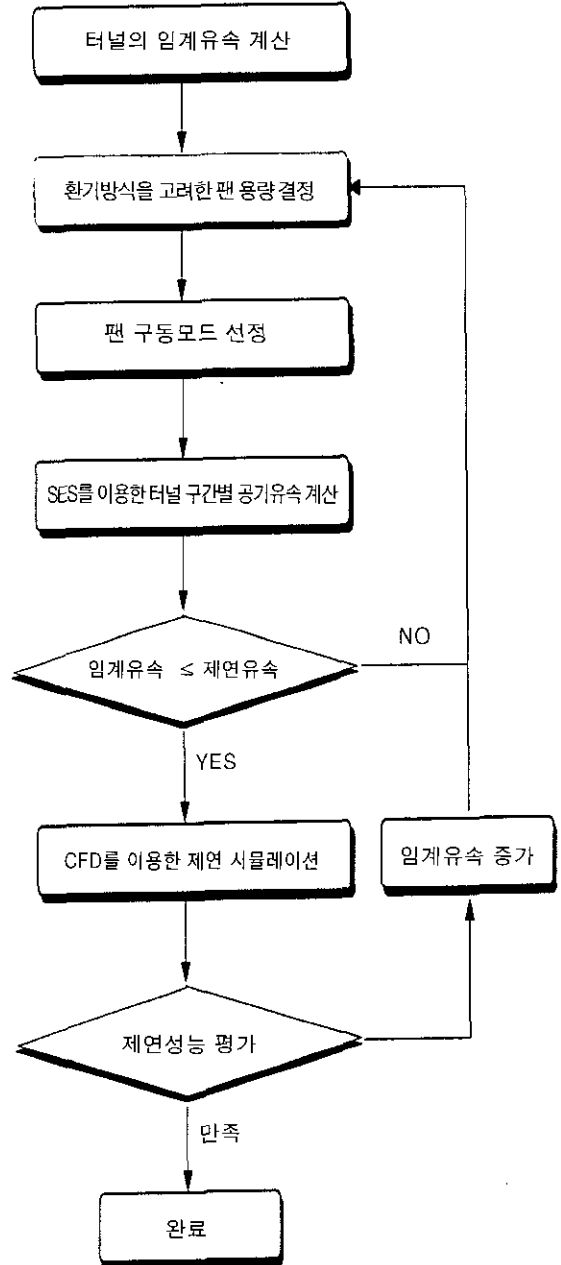 터널의 임계유속 계산
환기방식을 고려한 팬 용량 결정
팬 구동모드 선정
SES를 이용한 터널 구간별 공기유속 계산
임계유속 ≤ 제연유속
NO
YES
CFD를 이용한 제연 시뮬레이션
임계유속 증가
제연성능 평가
만족
완료